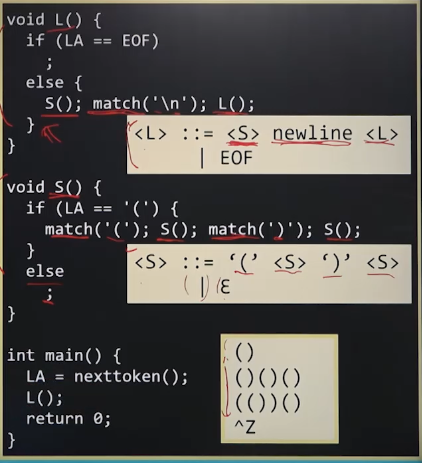 void L() {
if (LA == EOF)
;
else {
S(); match('\n'); L();
}
}
<L> ::= <S> newline <L>
| EOF
void S() {
if (LA == '(') {
match('('); S(); match(')'); S();
}
else
;
}
<S> ::= ‘(’ <S> ‘)’ <S>
| ε
int main() {
LA = nexttoken();
L();
return 0;
}
()
()()()
(())()
^Z